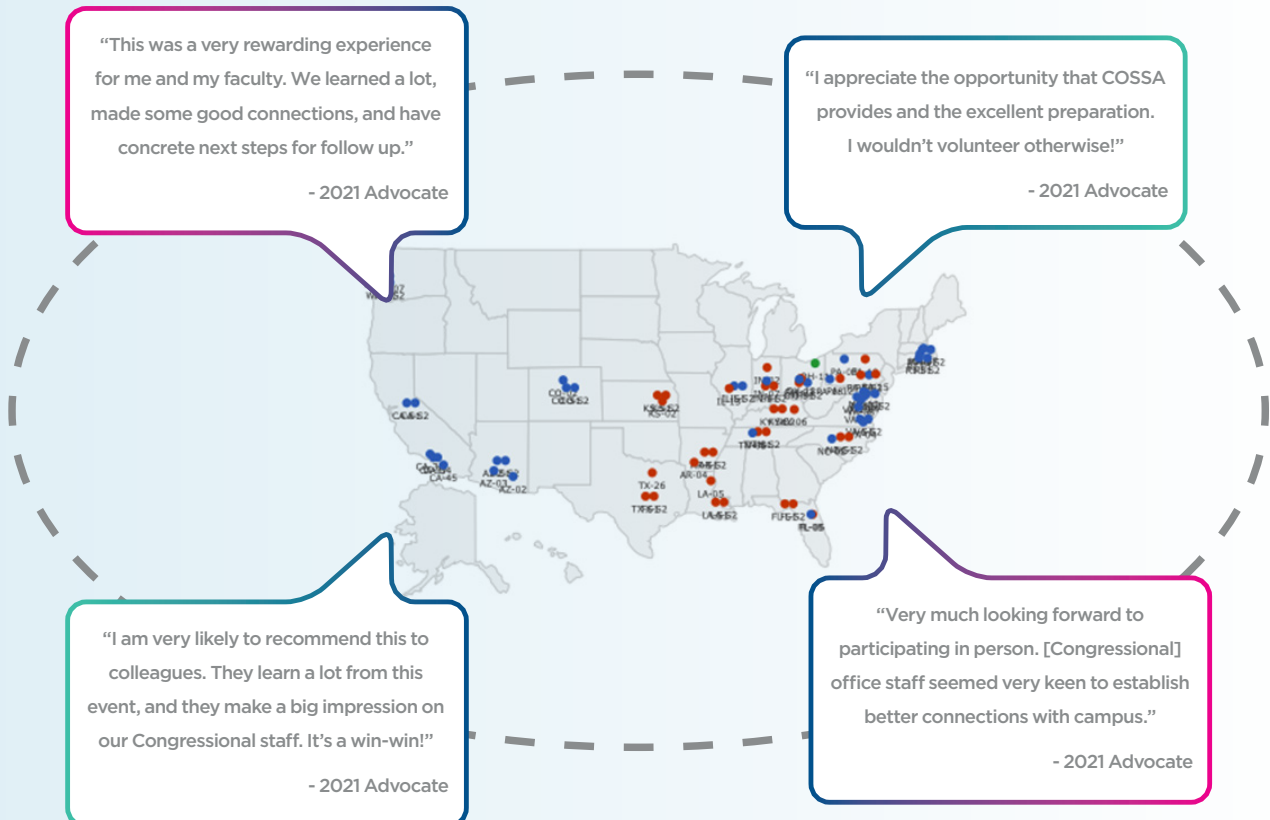 “This was a very rewarding experience
for me and my faculty. We learned a lot,
made some good connections, and have
concrete next steps for follow up.”
- 2021 Advocate
“I appreciate the opportunity that COSSA
provides and the excellent preparation.
I wouldn’t volunteer otherwise!”
- 2021 Advocate
CA-45
AZ-03
AZ-02
TX-26
AR-04
LA-05
“I am very likely to recommend this to
colleagues. They learn a lot from this
event, and they make a big impression on
our Congressional staff. It’s a win-win!”
- 2021 Advocate
“Very much looking forward to
participating in person. [Congressional]
office staff seemed very keen to establish
better connections with campus.”
- 2021 Advocate